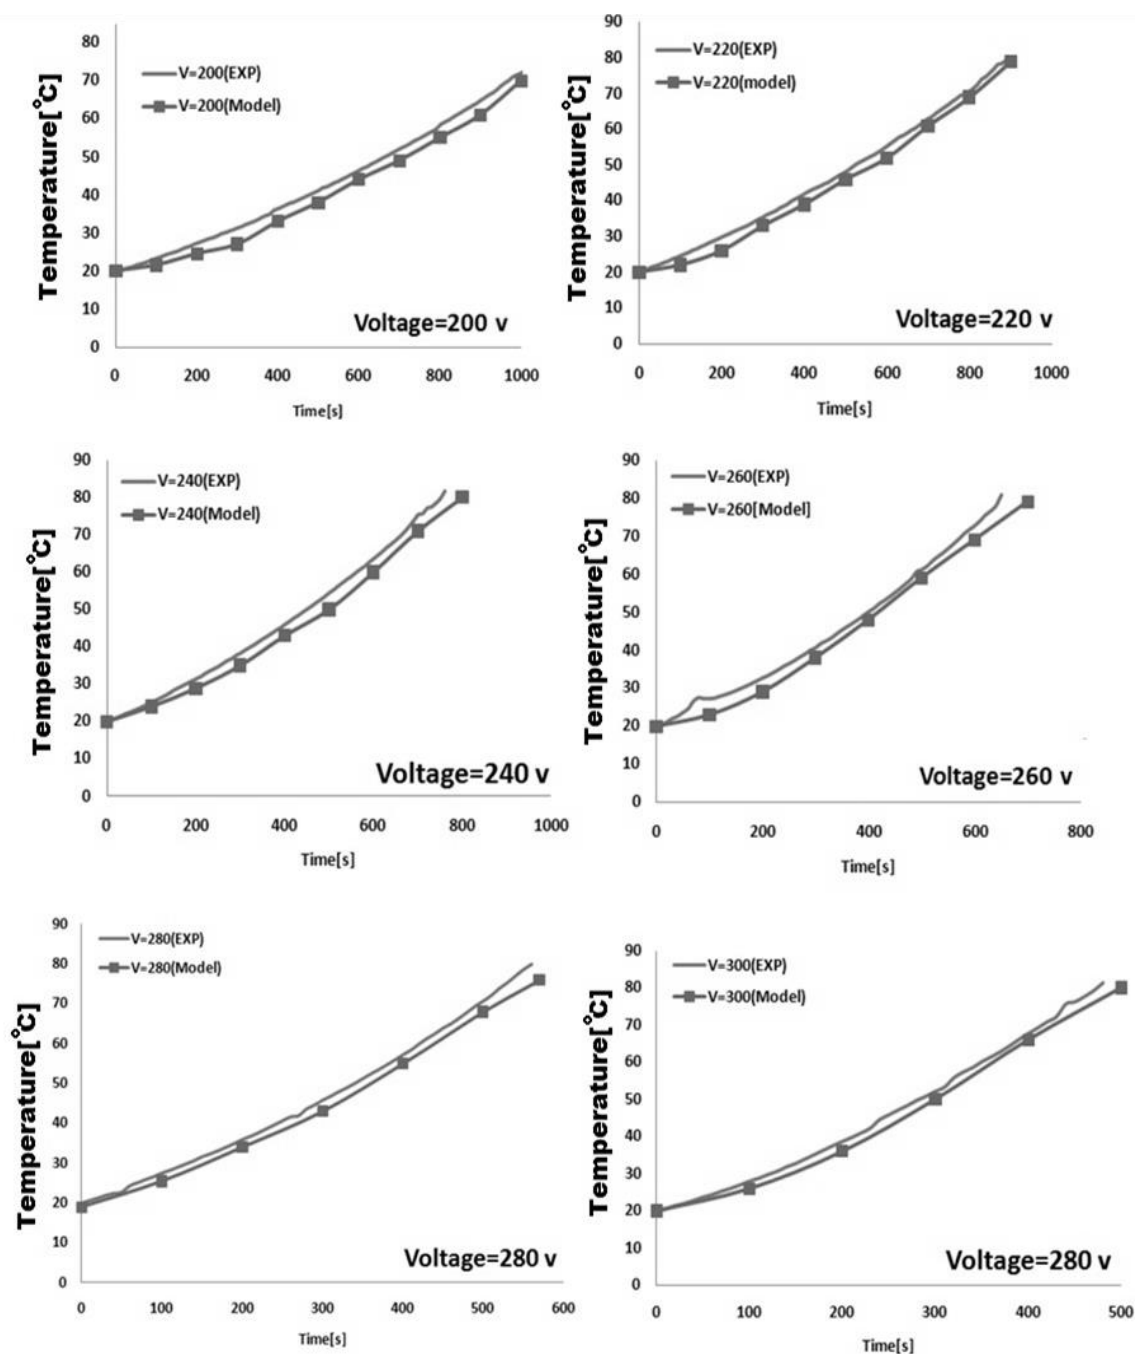 Temperature[°C]
80
70
60
50
40
30
20
10
0
V=200(EXP)
V=200(Model)
Voltage=200 v
0 200 400 600 800 1000
Time[s]
Temperature[°C]
90
80
70
60
50
40
30
20
10
0
V=220(EXP)
V=220(model)
Voltage=220 v
0 200 400 600 800 1000
Time[s]
Temperature[°C]
90
80
70
60
50
40
30
20
10
0
V=240(EXP)
V=240(Model)
Voltage=240 v
0 200 400 600 800 1000
Time[s]
Temperature[°C]
90
80
70
60
50
40
30
20
10
0
V=260(EXP)
V=260[Model]
Voltage=260 v
0 200 400 600 800
Time[s]
Temperature[°C]
90
80
70
60
50
40
30
20
10
0
V=280(EXP)
V=280(Model)
Voltage=280 v
0 100 200 300 400 500 600
Time[s]
Temperature[°C]
90
80
70
60
50
40
30
20
10
0
V=300(EXP)
V=300(Model)
Voltage=280 v
0 100 200 300 400 500
Time[s]